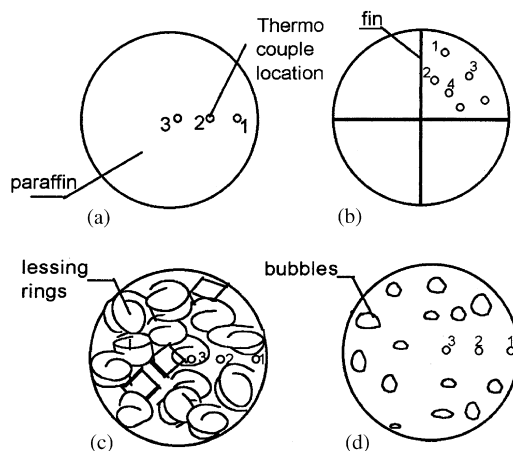 Thermo
couple
location
3 2 1
paraffin
(a)
fin
1
2
3
4
(b)
lessing
rings
3 2 1
(c)
bubbles
3 2 1
(d)